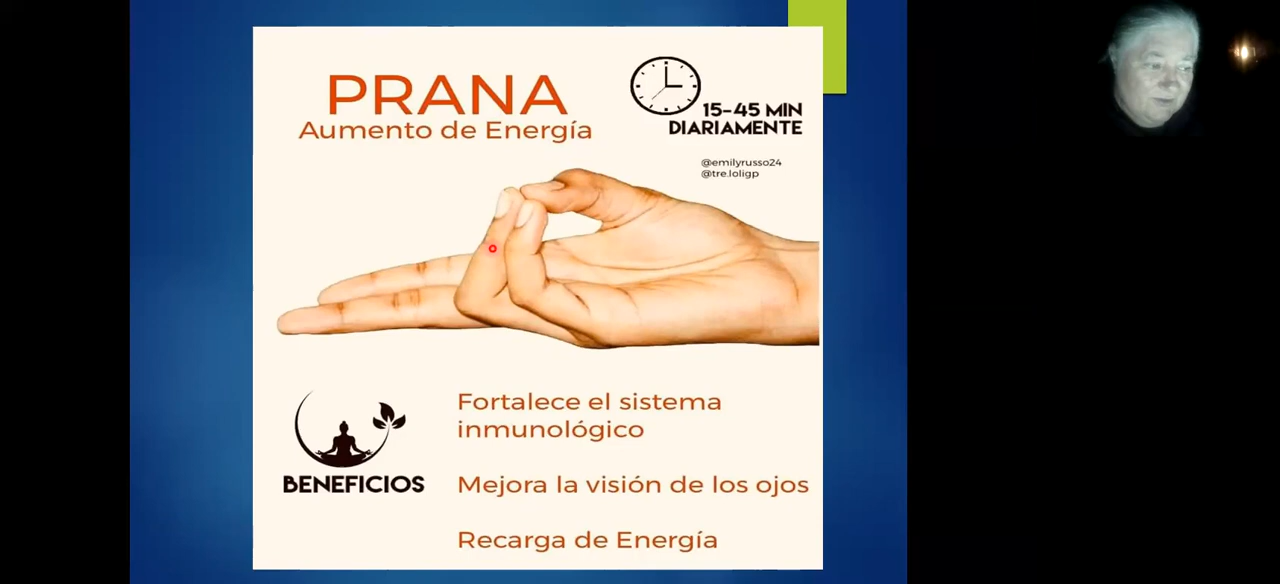 PRANA
Aumento de Energía
15-45 MIN
DIARIAMENTE
@emilyrusso24
@tre.loligp
BENEFICIOS
Fortalece el sistema
inmunológico
Mejora la visión de los ojos
Recarga de Energía